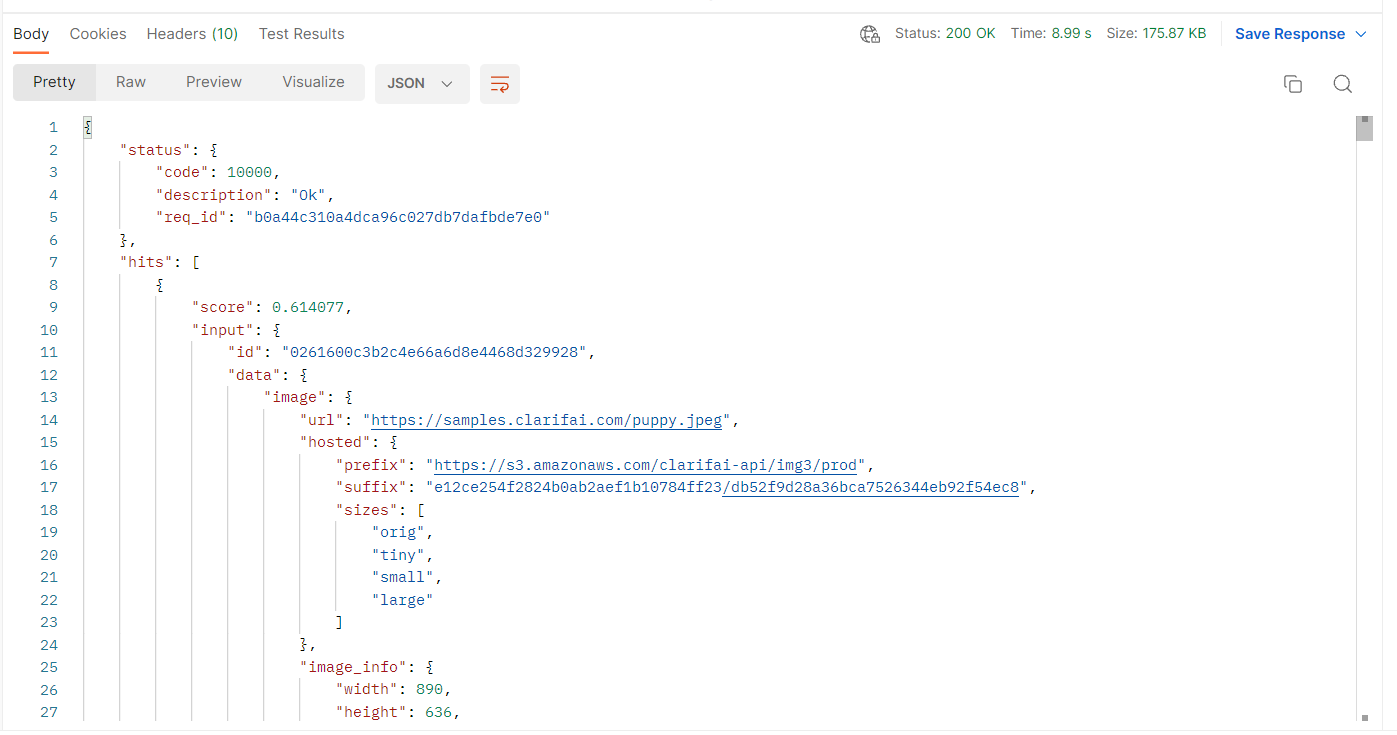 Body Cookies Headers (10) Test Results Status: 200 OK Time: 8.99 s Size: 175.87 KB Save Response
Pretty Raw Preview Visualize JSON
1 {
2 "status": {
3 "code": 10000,
4 "description": "Ok",
5 "req_id": "b0a44c310a4dca96c027db7dafbde7e0"
6 },
7 "hits": [
8 {
9 "score": 0.614077,
10 "input": {
11 "id": "0261600c3b2c4e66a6d8e4468d329928",
12 "data": {
13 "image": {
14 "url": "https://samples.clarifai.com/puppy.jpeg",
15 "hosted": {
16 "prefix": "https://s3.amazonaws.com/clarifai-api/img3/prod",
17 "suffix": "e12ce254f2824b0ab2aef1b10784ff23/db52f9d28a36bca7526344eb92f54ec8",
18 "sizes": [
19 "orig",
20 "tiny",
21 "small",
22 "large"
23 ]
24 },
25 "image_info": {
26 "width": 890,
27 "height": 636,